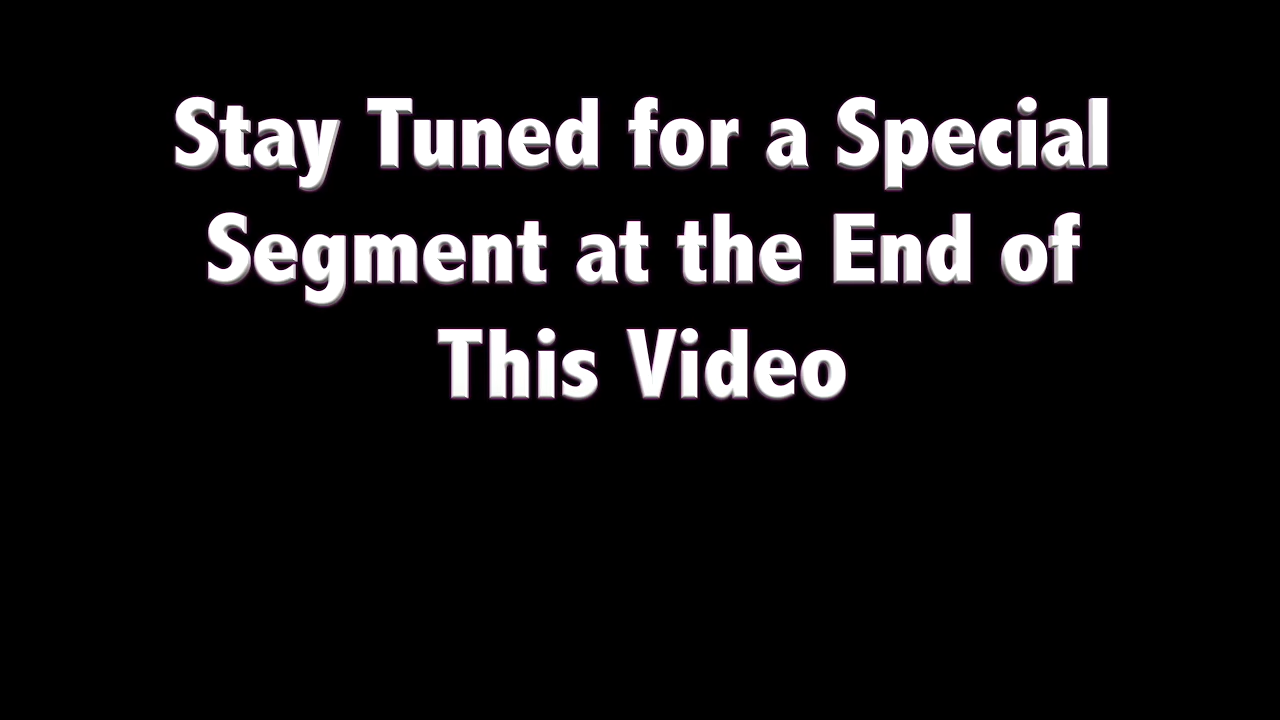 Stay Tuned for a Special
Segment at the End of
This Video